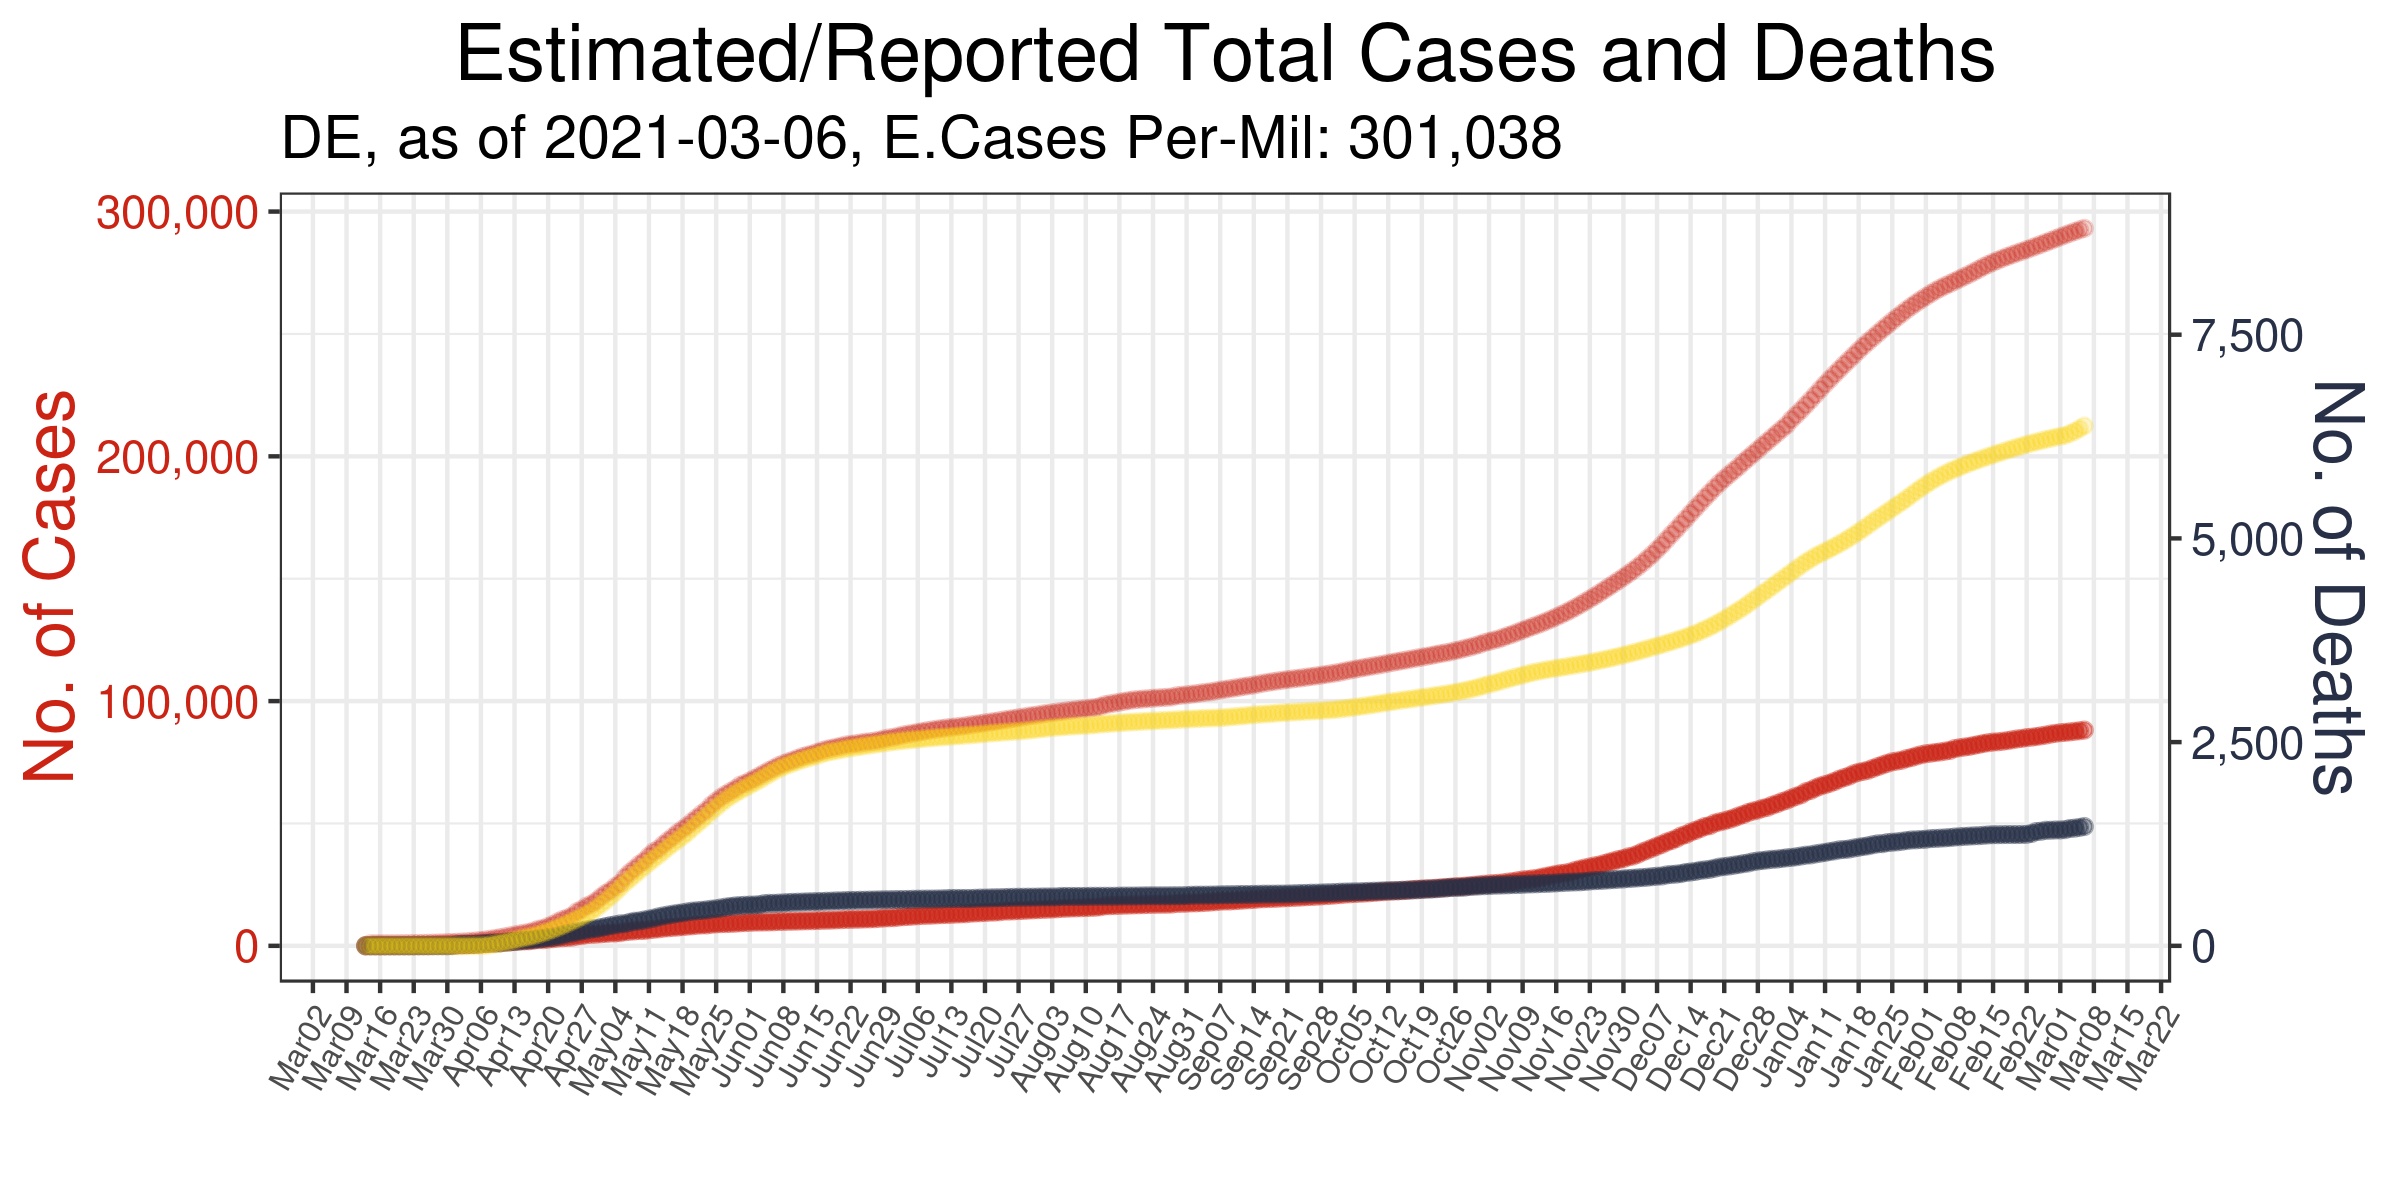 Estimated/Reported Total Cases and Deaths
DE, as of 2021-03-06, E.Cases Per-Mil: 301,038
No. of Cases
300,000
200,000
100,000
0
7,500
5,000
2,500
0
No. of Deaths
Mar02 Mar09 Mar16 Mar23 Mar30 Apr06 Apr13 Apr20 Apr27 May04 May11 May18 May25 Jun01 Jun08 Jun15 Jun22 Jun29 Jul06 Jul13 Jul20 Jul27 Aug03 Aug10 Aug17 Aug24 Aug31 Sep07 Sep14 Sep21 Sep28 Oct05 Oct12 Oct19 Oct26 Nov02 Nov09 Nov16 Nov23 Nov30 Dec07 Dec14 Dec21 Dec28 Jan04 Jan11 Jan18 Jan25 Feb01 Feb08 Feb15 Feb22 Mar01 Mar08 Mar15 Mar22